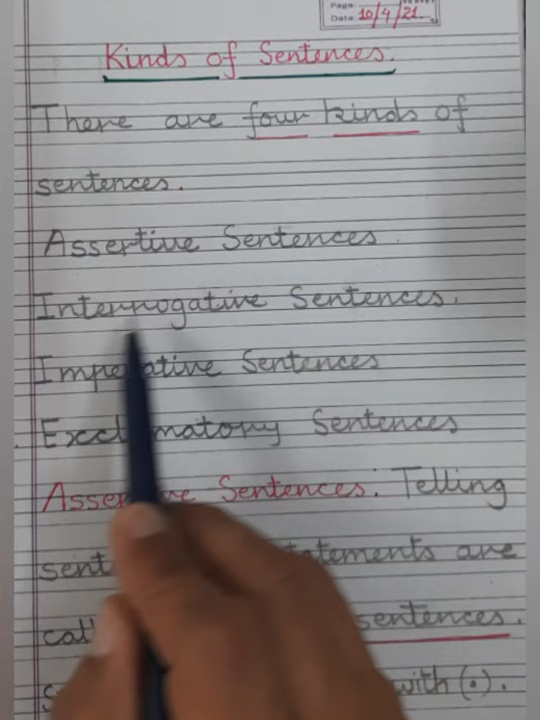 Page:
Date: 10/4/21
Kinds of Sentences.
There are four kinds of
sentences.
Assertive Sentences.
Interrogative Sentences.
Imperative Sentences
Exclamatory Sentences
Assertive Sentences: Telling
are
sentences.
with (.).